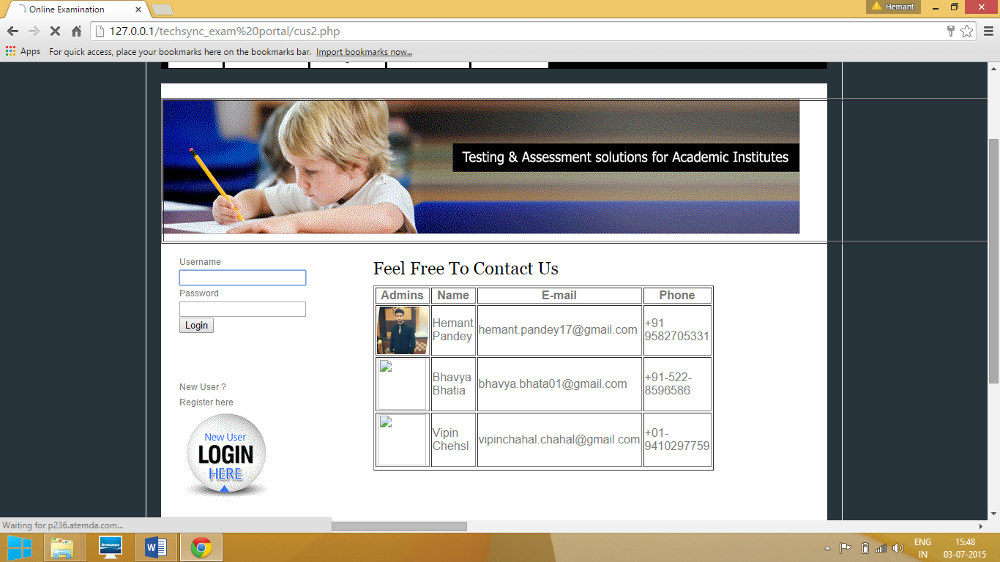 Online Examination
Hemant
127.0.0.1/techsync_exam%20portal/cus2.php
Apps For quick access, place your bookmarks here on the bookmarks bar. Import bookmarks now...
Testing & Assessment solutions for Academic Institutes
Username
Password
Login
New User ?
Register here
New User
LOGIN
HERE
Feel Free To Contact Us
Admins Name E-mail Phone
Hemant
Pandey
hemant.pandey17@gmail.com
+91
9582705331
Bhavya
Bhatia
bhavya.bhata01@gmail.com
+91-522-
8596586
Vipin
Chehsl
vipinchahal.chahal@gmail.com
+01-
9410297759
Waiting for p236.atemda.com...
lenovo
ENG
IN
15:48
03-07-2015